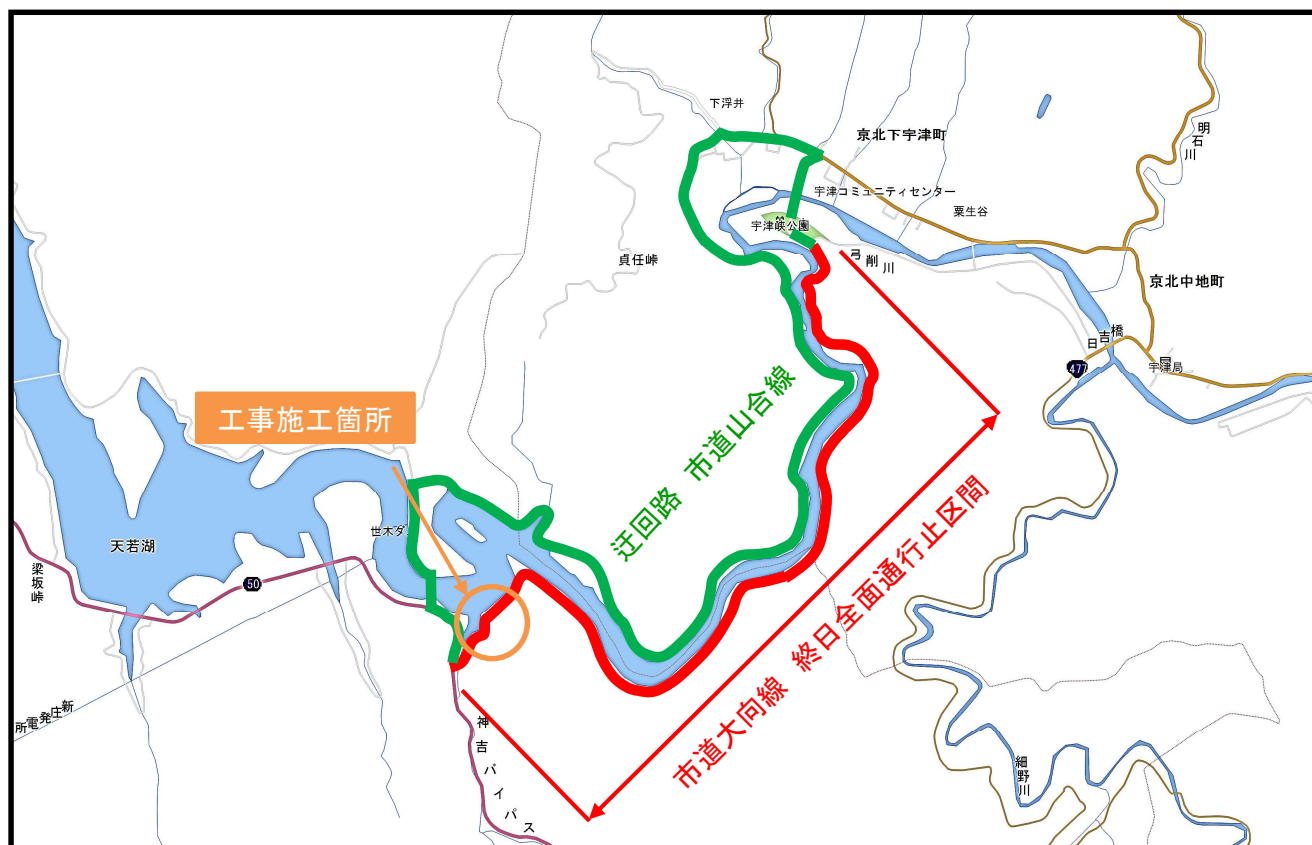 下浮井
京北下宇津町
明石川
宇津コミュニティセンター
粟生谷
宇津峡公園
弓削川
貞任峠
京北中地町
日吉橋
477
宇津局
工事施工箇所
迂回路 市道山合線
世木ダ
天若湖
梁坂峠
50
市道大向線 終日全面通行止区間
新庄発電所
神吉バイパス
細野川